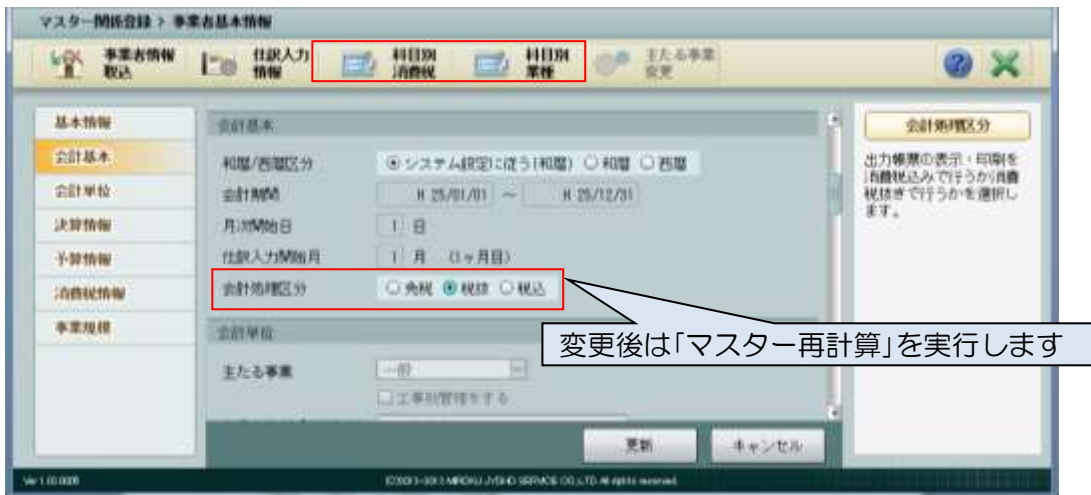 マスター関係登録 > 事業者基本情報
事業者情報取込
仕訳入力情報
科目別消費税
科目別業種
主たる事業変更
基本情報
会計基本
会計単位
決算情報
予算情報
消費税情報
事業規模
会計基本
和暦/西暦区分 システム設定に従う(和暦) 和暦 西暦
会計期間 H 25/01/01 ～ H 25/12/31
月次開始日 1 日
仕訳入力開始月 1 月 (1ヶ月目)
会計処理区分 免税 税抜 税込
会計単位
主たる事業 一般
工事別管理をする
更新 キャンセル
会計処理区分
出力帳票の表示・印刷を
消費税込みで行うか消費
税抜きで行うかを選択し
ます。
変更後は「マスター再計算」を実行します